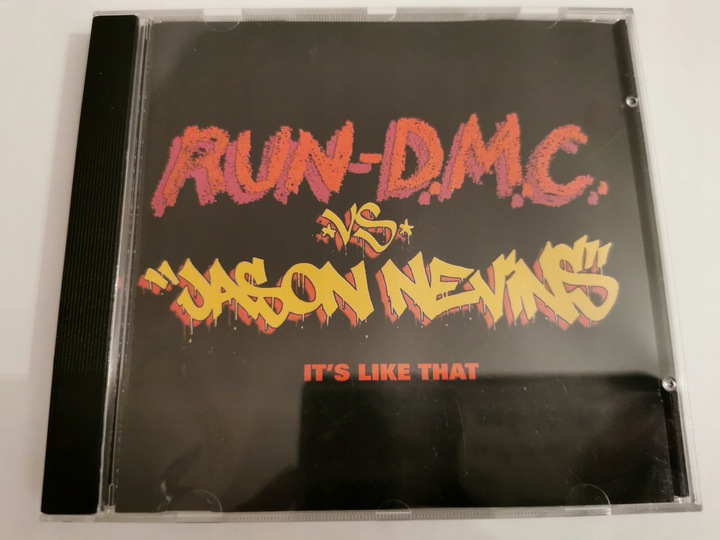 RUN-D.M.C.
VS
"JASON NEVINS"
IT'S LIKE THAT